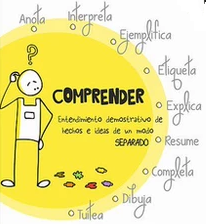 Anota
Interpreta
Ejemplifica
Etiqueta
Explica
Resume
Completa
Dibuja
Tuitea
?
COMPRENDER
Entendimiento demostrativo de
hechos e ideas de un modo
SEPARADO